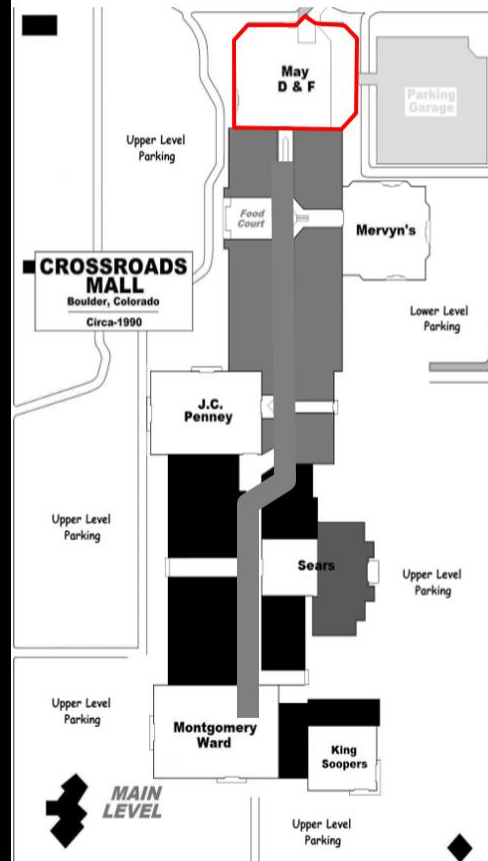 May
D & F
Parking
Garage
Upper Level
Parking
Food
Court
Mervyn's
CROSSROADS
MALL
Boulder, Colorado
Circa-1990
Lower Level
Parking
J.C.
Penney
Upper Level
Parking
Sears
Upper Level
Parking
Upper Level
Parking
Montgomery
Ward
King
Soopers
MAIN
LEVEL
Upper Level
Parking